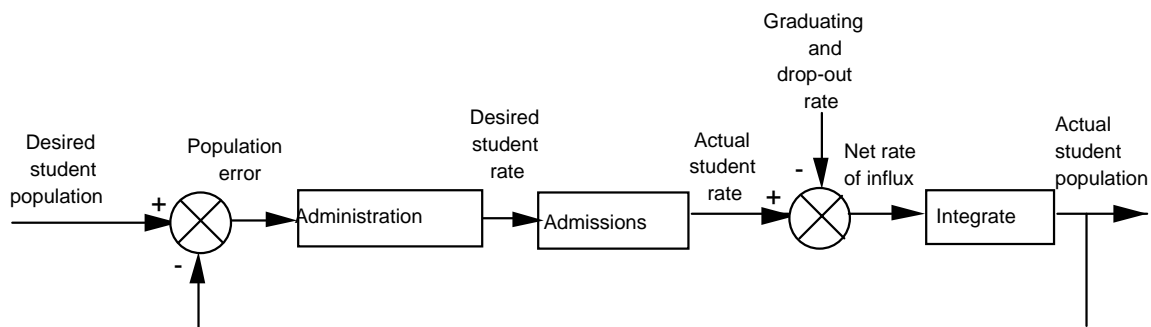 Graduating
and
drop-out
rate
Desired
student
population
+
-
Population
error
Administration
Desired
student
rate
Admissions
Actual
student
rate
+
-
Net rate
of influx
Integrate
Actual
student
population